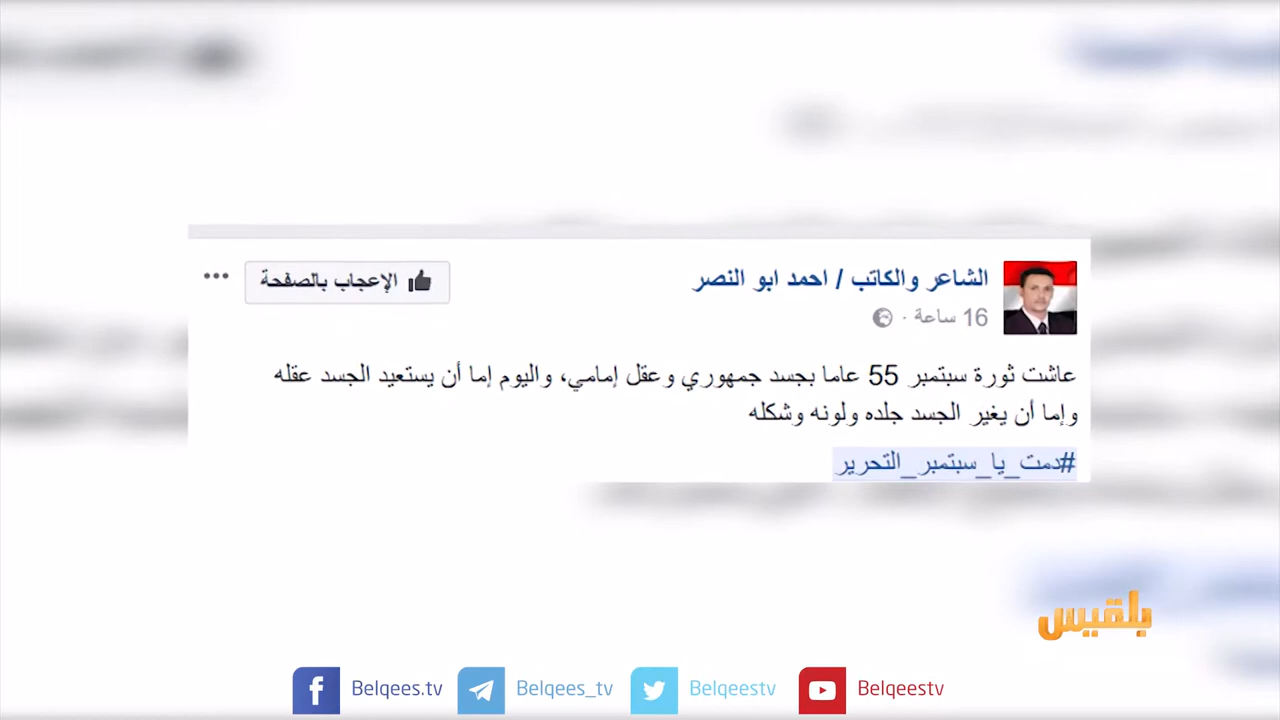 الشاعر والكاتب / احمد ابو النصر
16 ساعة ·
الإعجاب بالصفحة
عاشت ثورة سبتمبر 55 عاما بجسد جمهوري وعقل إمامي، واليوم إما أن يستعيد الجسد عقله
وإما أن يغير الجسد جلده ولونه وشكله
#دمت_يا_سبتمبر_التحرير
بلقيس
Belqees.tv
Belqees_tv
Belqeestv
Belqeestv